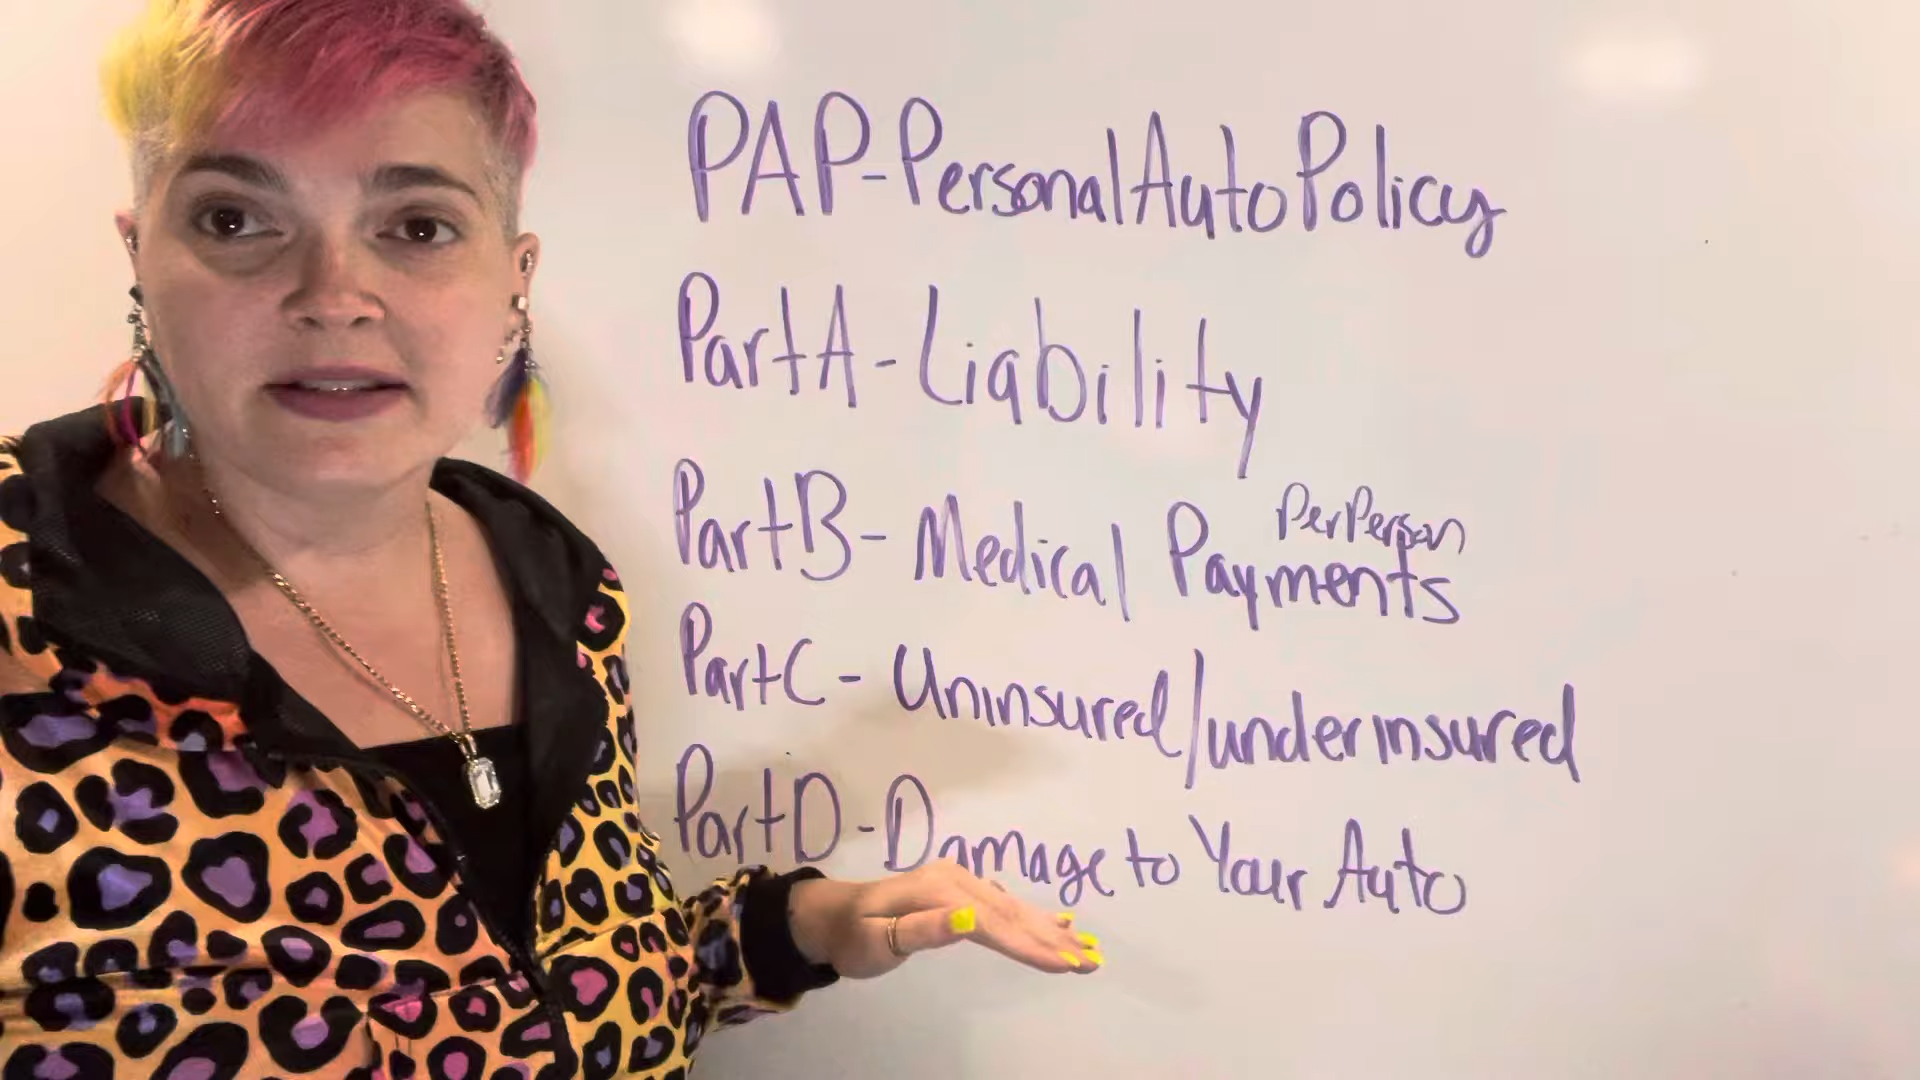 PAP-Personal Auto Policy
Part A - Liability
Part B - Medical Payments Per Person
Part C - Uninsured/underinsured
Part D - Damage to Your Auto